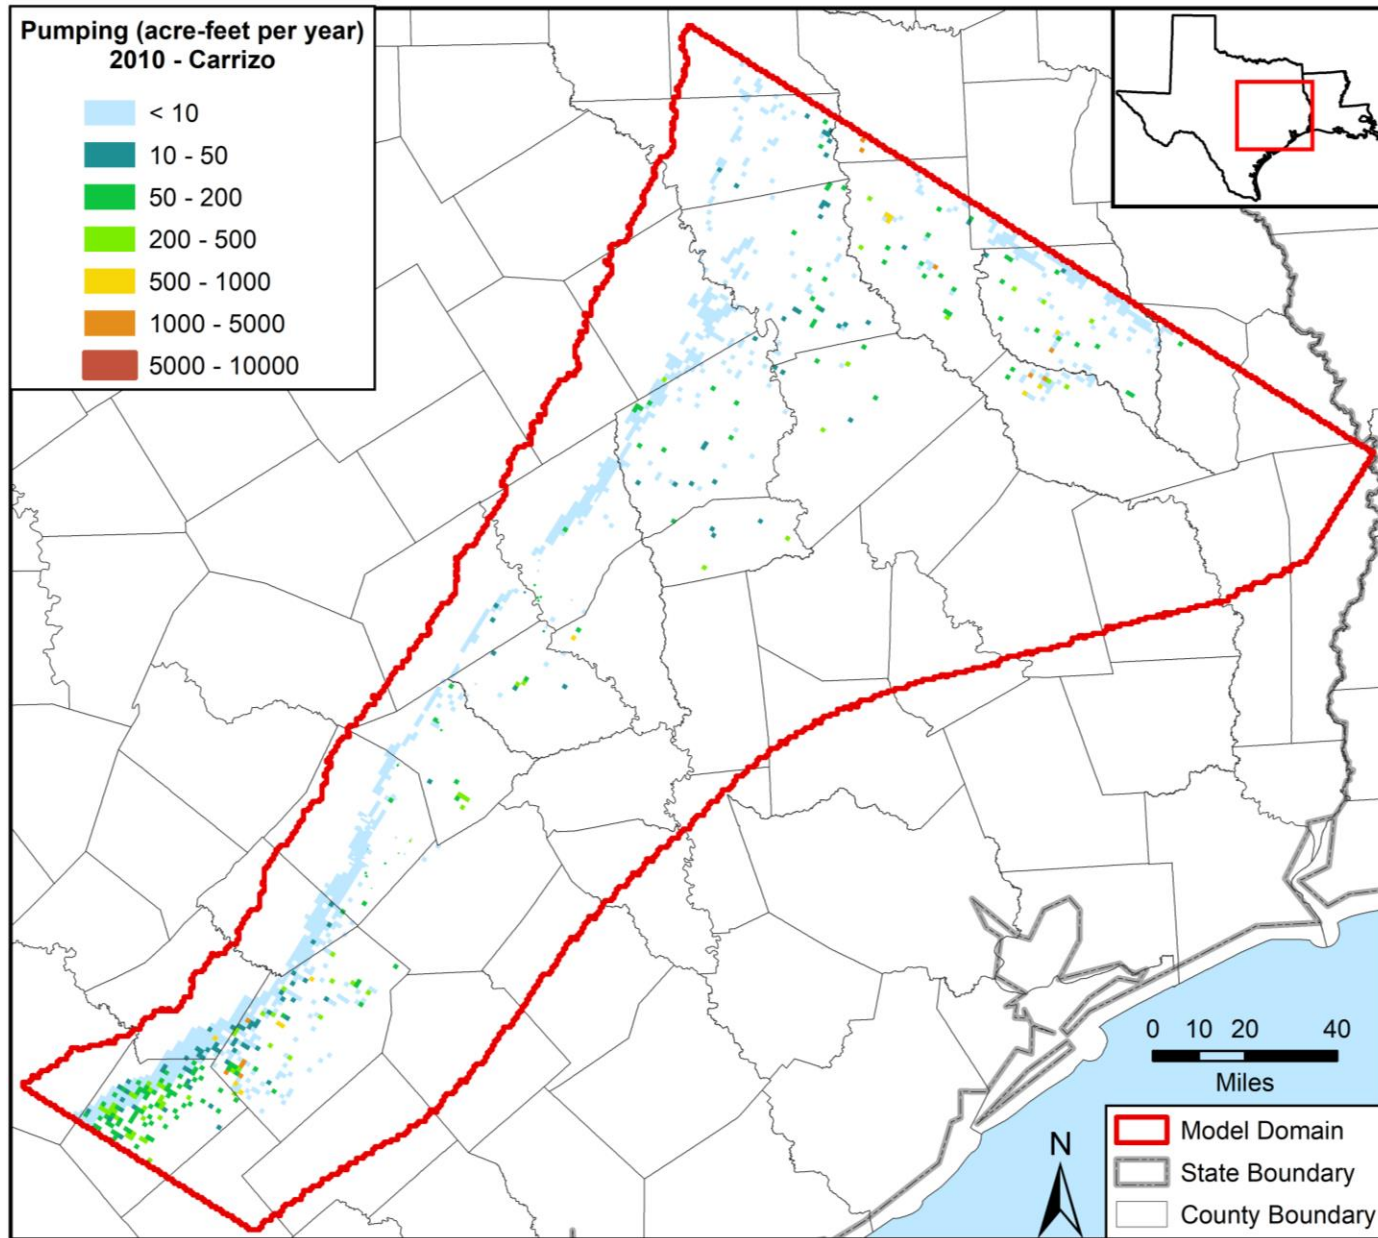 Pumping (acre-feet per year)
2010 - Carrizo
< 10
10 - 50
50 - 200
200 - 500
500 - 1000
1000 - 5000
5000 - 10000
0 10 20 40
Miles
N
Model Domain
State Boundary
County Boundary